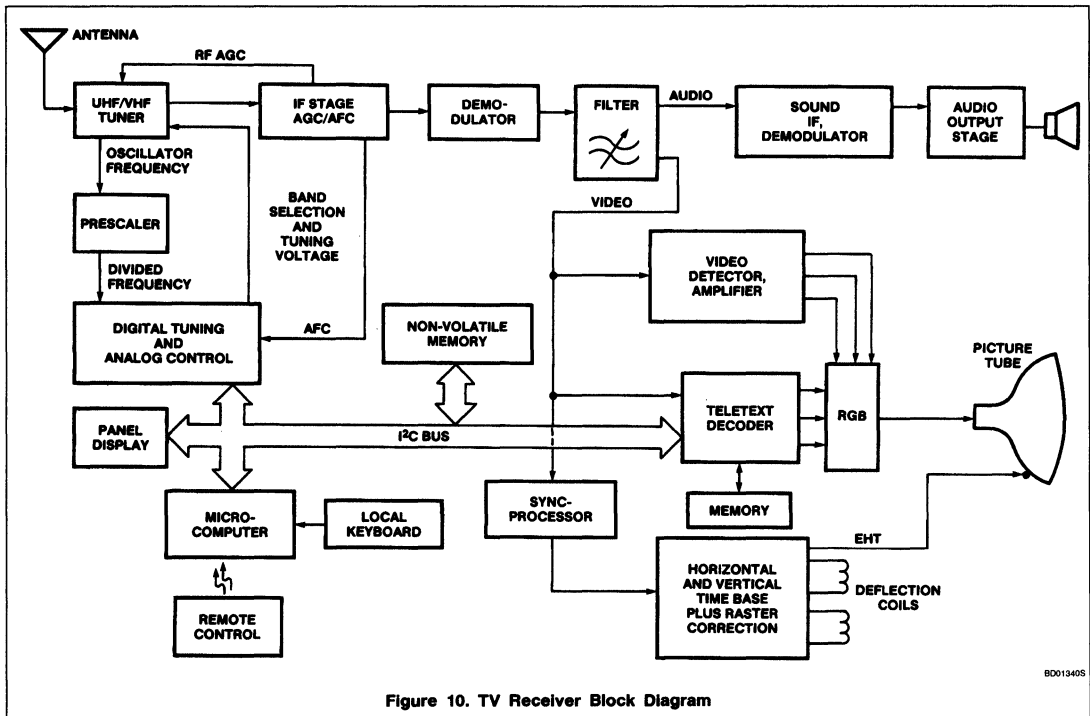 ANTENNA
RF AGC
UHF/VHF
TUNER
IF STAGE
AGC/AFC
DEMO-
DULATOR
FILTER
AUDIO
SOUND
IF,
DEMODULATOR
AUDIO
OUTPUT
STAGE
OSCILLATOR
FREQUENCY
PRESCALER
DIVIDED
FREQUENCY
BAND
SELECTION
AND
TUNING
VOLTAGE
VIDEO
VIDEO
DETECTOR,
AMPLIFIER
DIGITAL TUNING
AND
ANALOG CONTROL
AFC
NON-VOLATILE
MEMORY
PICTURE
TUBE
PANEL
DISPLAY
I²C BUS
TELETEXT
DECODER
RGB
MICRO-
COMPUTER
LOCAL
KEYBOARD
SYNC-
PROCESSOR
MEMORY
EHT
REMOTE
CONTROL
HORIZONTAL
AND VERTICAL
TIME BASE
PLUS RASTER
CORRECTION
DEFLECTION
COILS
BD01340S
Figure 10. TV Receiver Block Diagram